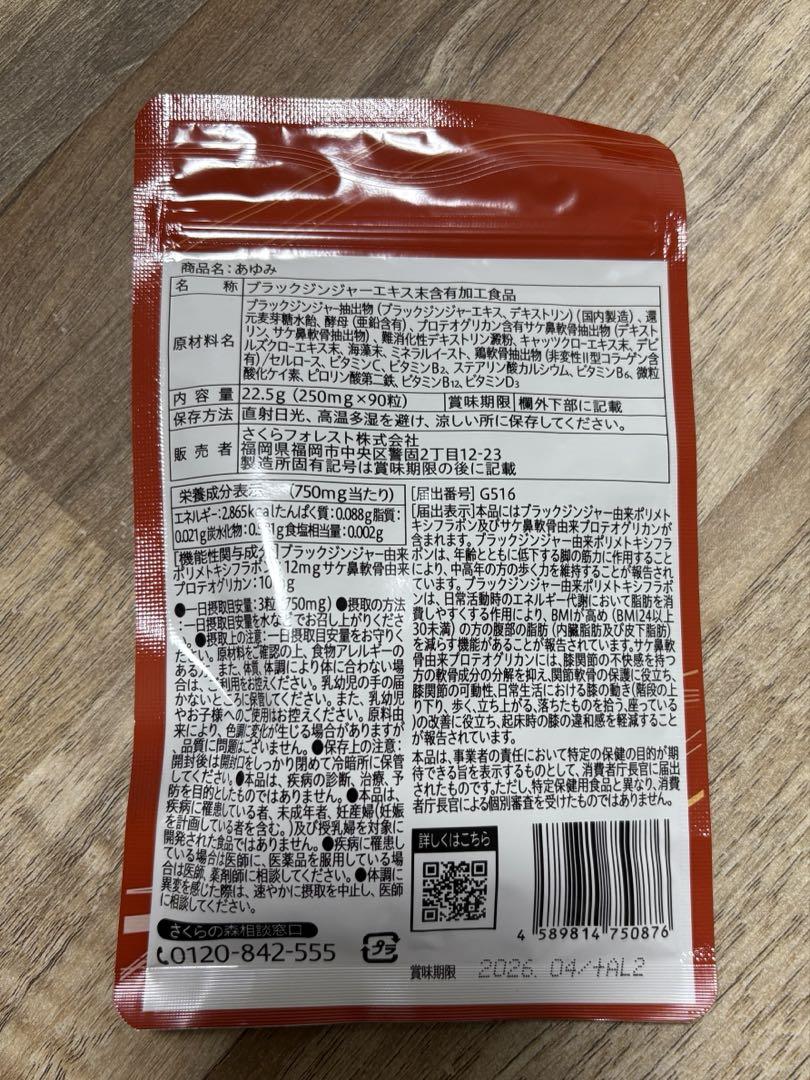 商品名：あゆみ
名 称 ブラックジンジャーエキス末含有加工食品
原材料名
ブラックジンジャー抽出物（ブラックジンジャーエキス、デキストリン）（国内製造）、還
元麦芽糖水飴、酵母（亜鉛含有）、プロテオグリカン含有サケ鼻軟骨抽出物（デキスト
リン、サケ鼻軟骨抽出物）、難消化性デキストリン澱粉、キャッツクローエキス末、デビ
ルズクローエキス末、海藻末、ミネラルイースト、鶏軟骨抽出物（非変性Ⅱ型コラーゲン含
有）/セルロース、ビタミンC、ビタミンB2、ステアリン酸カルシウム、ビタミンB6、微粒
酸化ケイ素、ピロリン酸第二鉄、ビタミンB12、ビタミンD3
内容量 22.5g（250mg×90粒） 賞味期限 欄外下部に記載
保存方法 直射日光、高温多湿を避け、涼しい所に保存してください。
販売者
さくらフォレスト株式会社
福岡県福岡市中央区警固2丁目12-23
製造所固有記号は賞味期限の後に記載
栄養成分表示 （750mg当たり）
エネルギー：2.865kcal たんぱく質：0.088g 脂質：
0.021g 炭水化物： 食塩相当量：0.002g
［機能性関与成分］ブラックジンジャー由来
ポリメトキシフラボン 12mg サケ鼻軟骨由来
プロテオグリカン：
●一日摂取目安量：3粒（750mg）●摂取の方法
：一日摂取目安量を水などでお召し上がりくださ
い。●摂取上の注意：一日摂取目安量をお守りく
ださい。原材料をご確認の上、食物アレルギーの
ある方、また、体質、体調により体に合わない場
合は、ご利用をお控えください。乳幼児の手の届
かないところに保管してください。また、乳幼児
やお子様へのご使用はお控えください。原料由
来により、色調に変化が生じる場合がありますが
、品質に問題はございません。●保存上の注意：
開封後は開封口をしっかり閉めて冷暗所に保管
してください。●本品は、疾病の診断、治療、予
防を目的としたものではありません。●本品は、
疾病に罹患している者、未成年者、妊産婦（妊娠
を計画している者を含む。）及び授乳婦を対象に
開発された食品ではありません。●疾病に罹患し
ている場合は医師に、医薬品を服用している場
合は医師、薬剤師に相談してください。●体調に
異変を感じた際は、速やかに摂取を中止し、医師
に相談してください。
さくらの森相談窓口
0120-842-555
プラ
［届出番号］G516
［届出表示］本品にはブラックジンジャー由来ポリメト
キシフラボン及びサケ鼻軟骨由来プロテオグリカンが
含まれます。ブラックジンジャー由来ポリメトキシフラ
ボンは、年齢とともに低下する脚の筋力に作用すること
により、中高年の方の歩く力を維持することが報告され
ています。ブラックジンジャー由来ポリメトキシフラボ
ンは、日常活動時のエネルギー代謝において脂肪を消
費しやすくする作用により、BMIが高め（BMI24以上
30未満）の方の腹部の脂肪（内臓脂肪及び皮下脂肪）
を減らす機能があることが報告されています。サケ鼻軟
骨由来プロテオグリカンには、膝関節の不快感を持つ
方の軟骨成分の分解を抑え、関節軟骨の保護に役立ち、
膝関節の可動性、日常生活における膝の動き（階段の上
り下り、歩く、立ち上がる、落ちたものを拾う、座っている
）の改善に役立ち、起床時の膝の違和感を軽減すること
が報告されています。
本品は、事業者の責任において特定の保健の目的が期
待できる旨を表示するものとして、消費者庁長官に届出
されたものです。ただし、特定保健用食品と異なり、消費
者庁長官による個別審査を受けたものではありません。
詳しくはこちら
4 589814 750876
賞味期限 2026. 04/+AL2